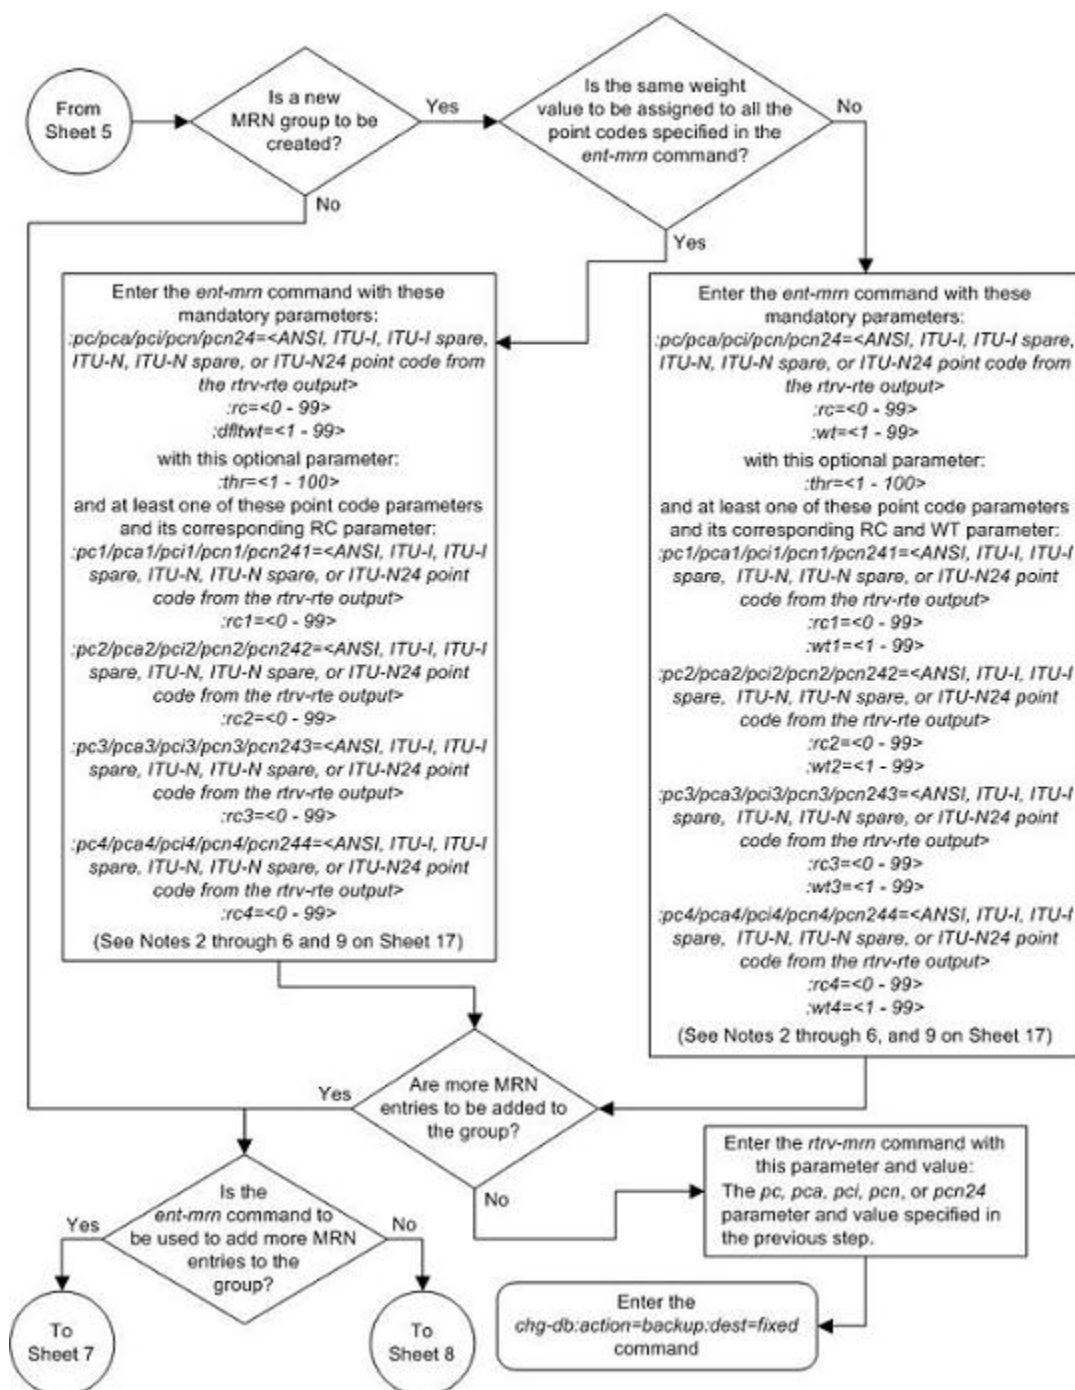 From
Sheet 5
Is a new
MRN group to be
created?
Yes
No
Is the same weight
value to be assigned to all the
point codes specified in the
ent-mrn command?
No
Yes
Enter the ent-mrn command with these
mandatory parameters:
:pc/pca/pci/pcn/pcn24=<ANSI, ITU-I, ITU-I spare,
ITU-N, ITU-N spare, or ITU-N24 point code from
the rtrv-rte output>
:rc=<0 - 99>
:dfltwt=<1 - 99>
with this optional parameter:
:thr=<1 - 100>
and at least one of these point code parameters
and its corresponding RC parameter:
:pc1/pca1/pci1/pcn1/pcn241=<ANSI, ITU-I, ITU-I
spare, ITU-N, ITU-N spare, or ITU-N24 point
code from the rtrv-rte output>
:rc1=<0 - 99>
:pc2/pca2/pci2/pcn2/pcn242=<ANSI, ITU-I, ITU-I
spare, ITU-N, ITU-N spare, or ITU-N24 point
code from the rtrv-rte output>
:rc2=<0 - 99>
:pc3/pca3/pci3/pcn3/pcn243=<ANSI, ITU-I, ITU-I
spare, ITU-N, ITU-N spare, or ITU-N24 point
code from the rtrv-rte output>
:rc3=<0 - 99>
:pc4/pca4/pci4/pcn4/pcn244=<ANSI, ITU-I, ITU-I
spare, ITU-N, ITU-N spare, or ITU-N24 point
code from the rtrv-rte output>
:rc4=<0 - 99>
(See Notes 2 through 6 and 9 on Sheet 17)
Enter the ent-mrn command with these
mandatory parameters:
:pc/pca/pci/pcn/pcn24=<ANSI, ITU-I, ITU-I spare,
ITU-N, ITU-N spare, or ITU-N24 point code from
the rtrv-rte output>
:rc=<0 - 99>
:wt=<1 - 99>
with this optional parameter:
:thr=<1 - 100>
and at least one of these point code parameters
and its corresponding RC and WT parameter:
:pc1/pca1/pci1/pcn1/pcn241=<ANSI, ITU-I, ITU-I
spare, ITU-N, ITU-N spare, or ITU-N24 point
code from the rtrv-rte output>
:rc1=<0 - 99>
:wt1=<1 - 99>
:pc2/pca2/pci2/pcn2/pcn242=<ANSI, ITU-I, ITU-I
spare, ITU-N, ITU-N spare, or ITU-N24 point
code from the rtrv-rte output>
:rc2=<0 - 99>
:wt2=<1 - 99>
:pc3/pca3/pci3/pcn3/pcn243=<ANSI, ITU-I, ITU-I
spare, ITU-N, ITU-N spare, or ITU-N24 point
code from the rtrv-rte output>
:rc3=<0 - 99>
:wt3=<1 - 99>
:pc4/pca4/pci4/pcn4/pcn244=<ANSI, ITU-I, ITU-I
spare, ITU-N, ITU-N spare, or ITU-N24 point
code from the rtrv-rte output>
:rc4=<0 - 99>
:wt4=<1 - 99>
(See Notes 2 through 6, and 9 on Sheet 17)
Are more MRN
entries to be added to
the group?
Yes
No
Enter the rtrv-mrn command with
this parameter and value:
The pc, pca, pci, pcn, or pcn24
parameter and value specified in
the previous step.
Is the
ent-mrn command to
be used to add more MRN
entries to the
group?
Yes
No
Enter the
chg-db:action=backup:dest=fixed
command
To
Sheet 7
To
Sheet 8